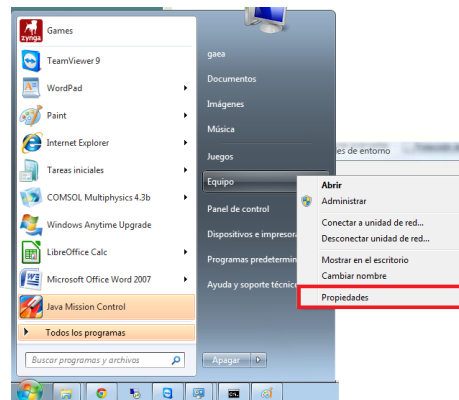 zynga
Games
TeamViewer 9
WordPad
Paint
Internet Explorer
Tareas iniciales
COMSOL Multiphysics 4.3b
Windows Anytime Upgrade
LibreOffice Calc
Microsoft Office Word 2007
Java Mission Control
Todos los programas
Buscar programas y archivos
gaea
Documentos
Imágenes
Música
Juegos
Equipo
Panel de control
Dispositivos e impresor
Programas predetermin
Ayuda y soporte técnic
Apagar
es de entorno
Abrir
Administrar
Conectar a unidad de red...
Desconectar unidad de red...
Mostrar en el escritorio
Cambiar nombre
Propiedades